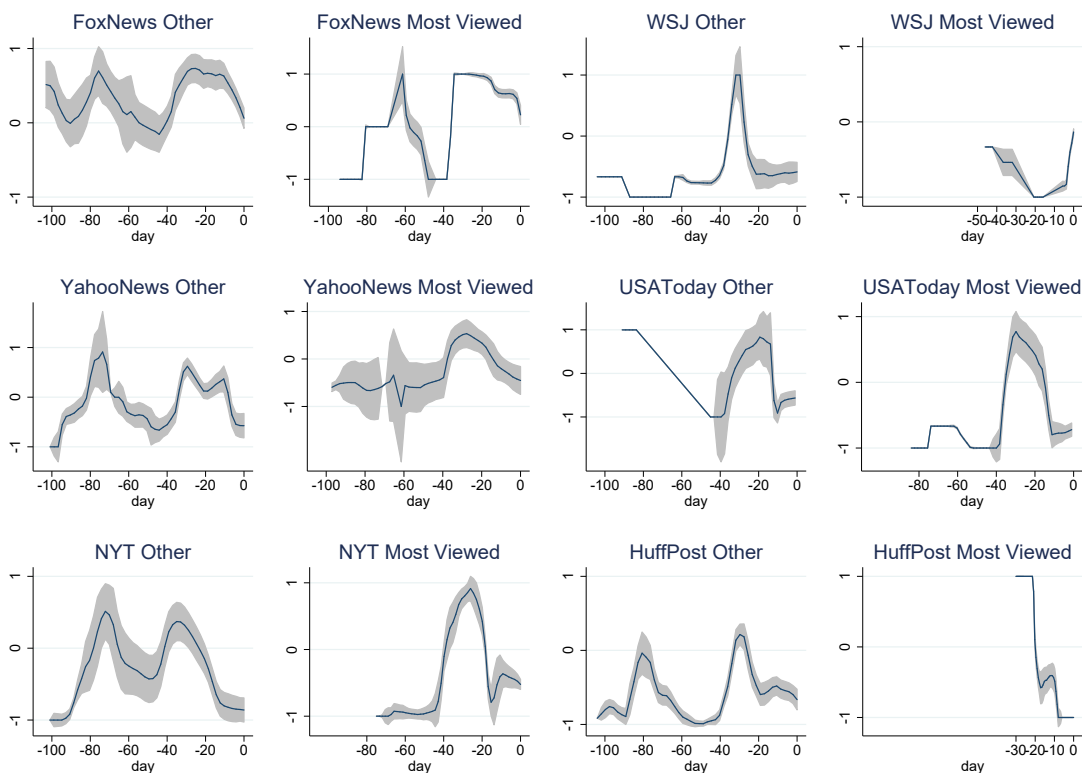 FoxNews Other
FoxNews Most Viewed
WSJ Other
WSJ Most Viewed
1
0
-1
-100 -80 -60 -40 -20 0
day
1
0
-1
-80 -60 -40 -20 0
day
1
0
-1
-100 -80 -60 -40 -20 0
day
1
0
-1
-50 -40 -30 -20 -10 0
day
YahooNews Other
YahooNews Most Viewed
USAToday Other
USAToday Most Viewed
1
0
-1
-100 -80 -60 -40 -20 0
day
1
0
-1
-100 -80 -60 -40 -20 0
day
1
0
-1
-100 -80 -60 -40 -20 0
day
1
0
-1
-80 -60 -40 -20 0
day
NYT Other
NYT Most Viewed
HuffPost Other
HuffPost Most Viewed
1
0
-1
-100 -80 -60 -40 -20 0
day
1
0
-1
-80 -60 -40 -20 0
day
1
0
-1
-100 -80 -60 -40 -20 0
day
1
0
-1
-30 -20 -10 0
day